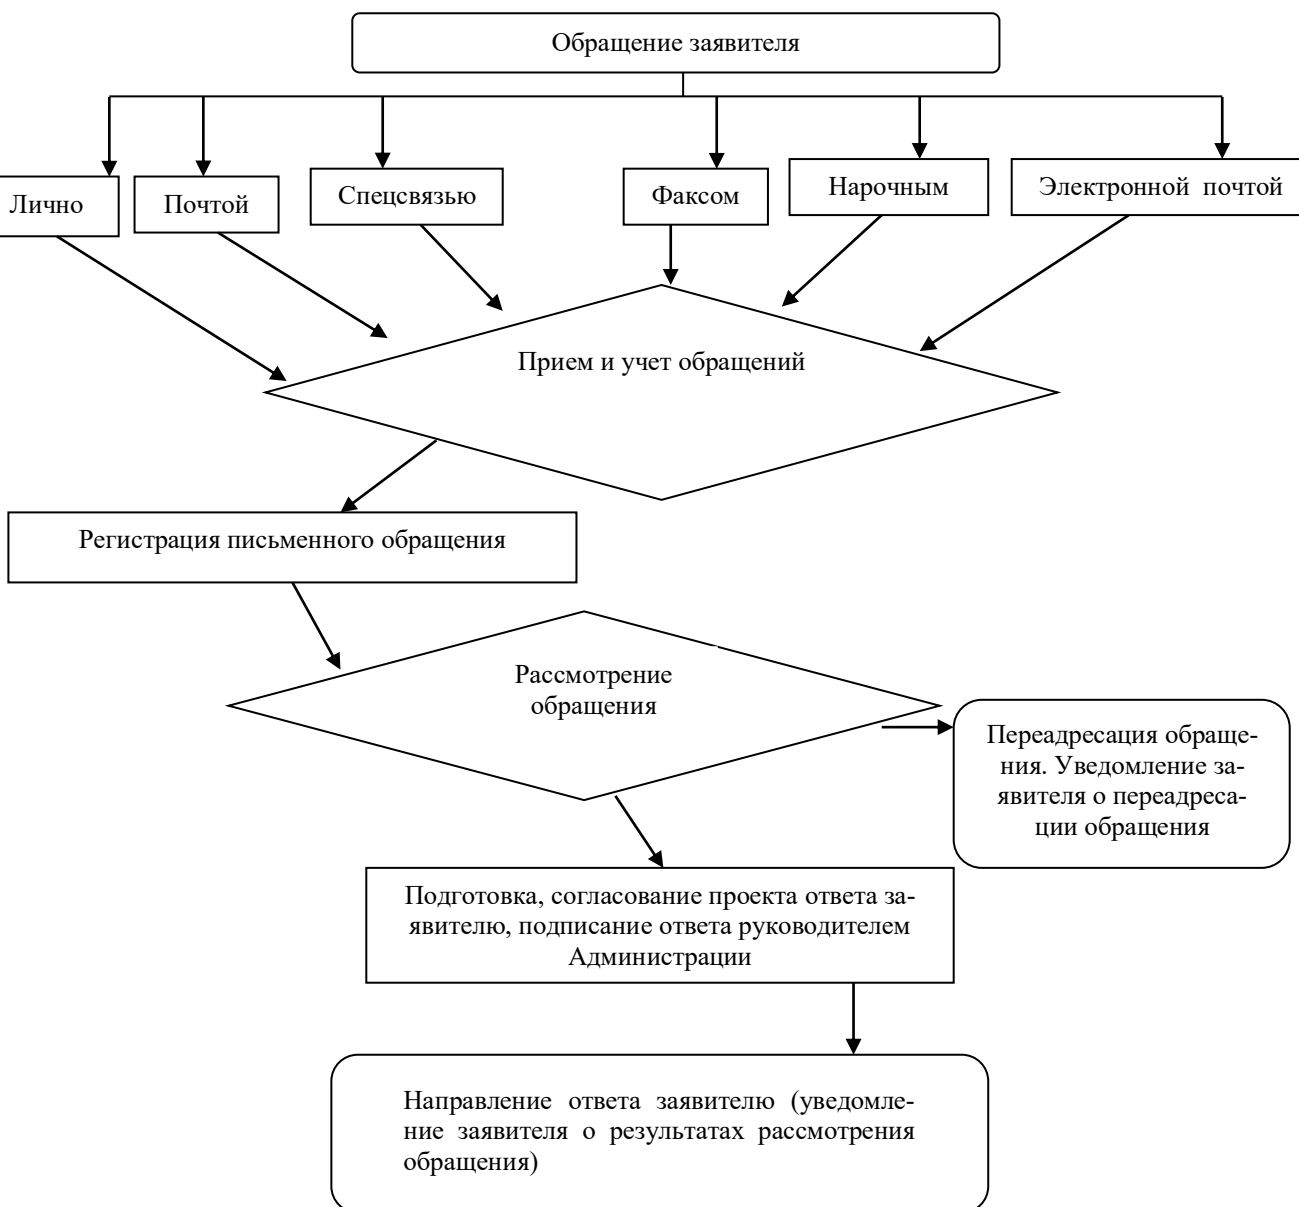 Обращение заявителя
Лично
Почтой
Спецсвязью
Факсом
Нарочным
Электронной почтой
Прием и учет обращений
Регистрация письменного обращения
Рассмотрение
обращения
Переадресация обраще-
ния. Уведомление за-
явителя о переадреса-
ции обращения
Подготовка, согласование проекта ответа за-
явителю, подписание ответа руководителем
Администрации
Направление ответа заявителю (уведомле-
ние заявителя о результатах рассмотрения
обращения)